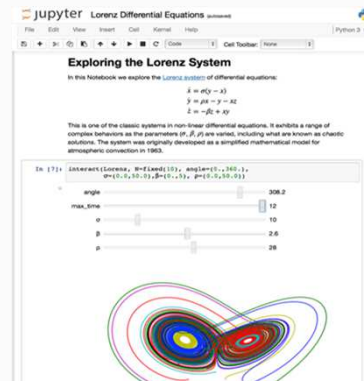 jupyter Lorenz Differential Equations (autosaved)
File Edit View Insert Cell Kernel Help Python 3
Code Cell Toolbar: None
Exploring the Lorenz System
In this Notebook we explore the Lorenz system of differential equations:
ẋ = σ(y − x)
ẏ = ρx − y − xz
ż = −βz + xy
This is one of the classic systems in non-linear differential equations. It exhibits a range of
complex behaviors as the parameters (σ, β, ρ) are varied, including what are known as chaotic
solutions. The system was originally developed as a simplified mathematical model for
atmospheric convection in 1963.
In [7]: interact(Lorenz, N=fixed(10), angle=(0.,360.),
σ=(0.0,50.0),β=(0.,5), ρ=(0.0,50.0))
angle 308.2
max_time 12
σ 10
β 2.6
ρ 28